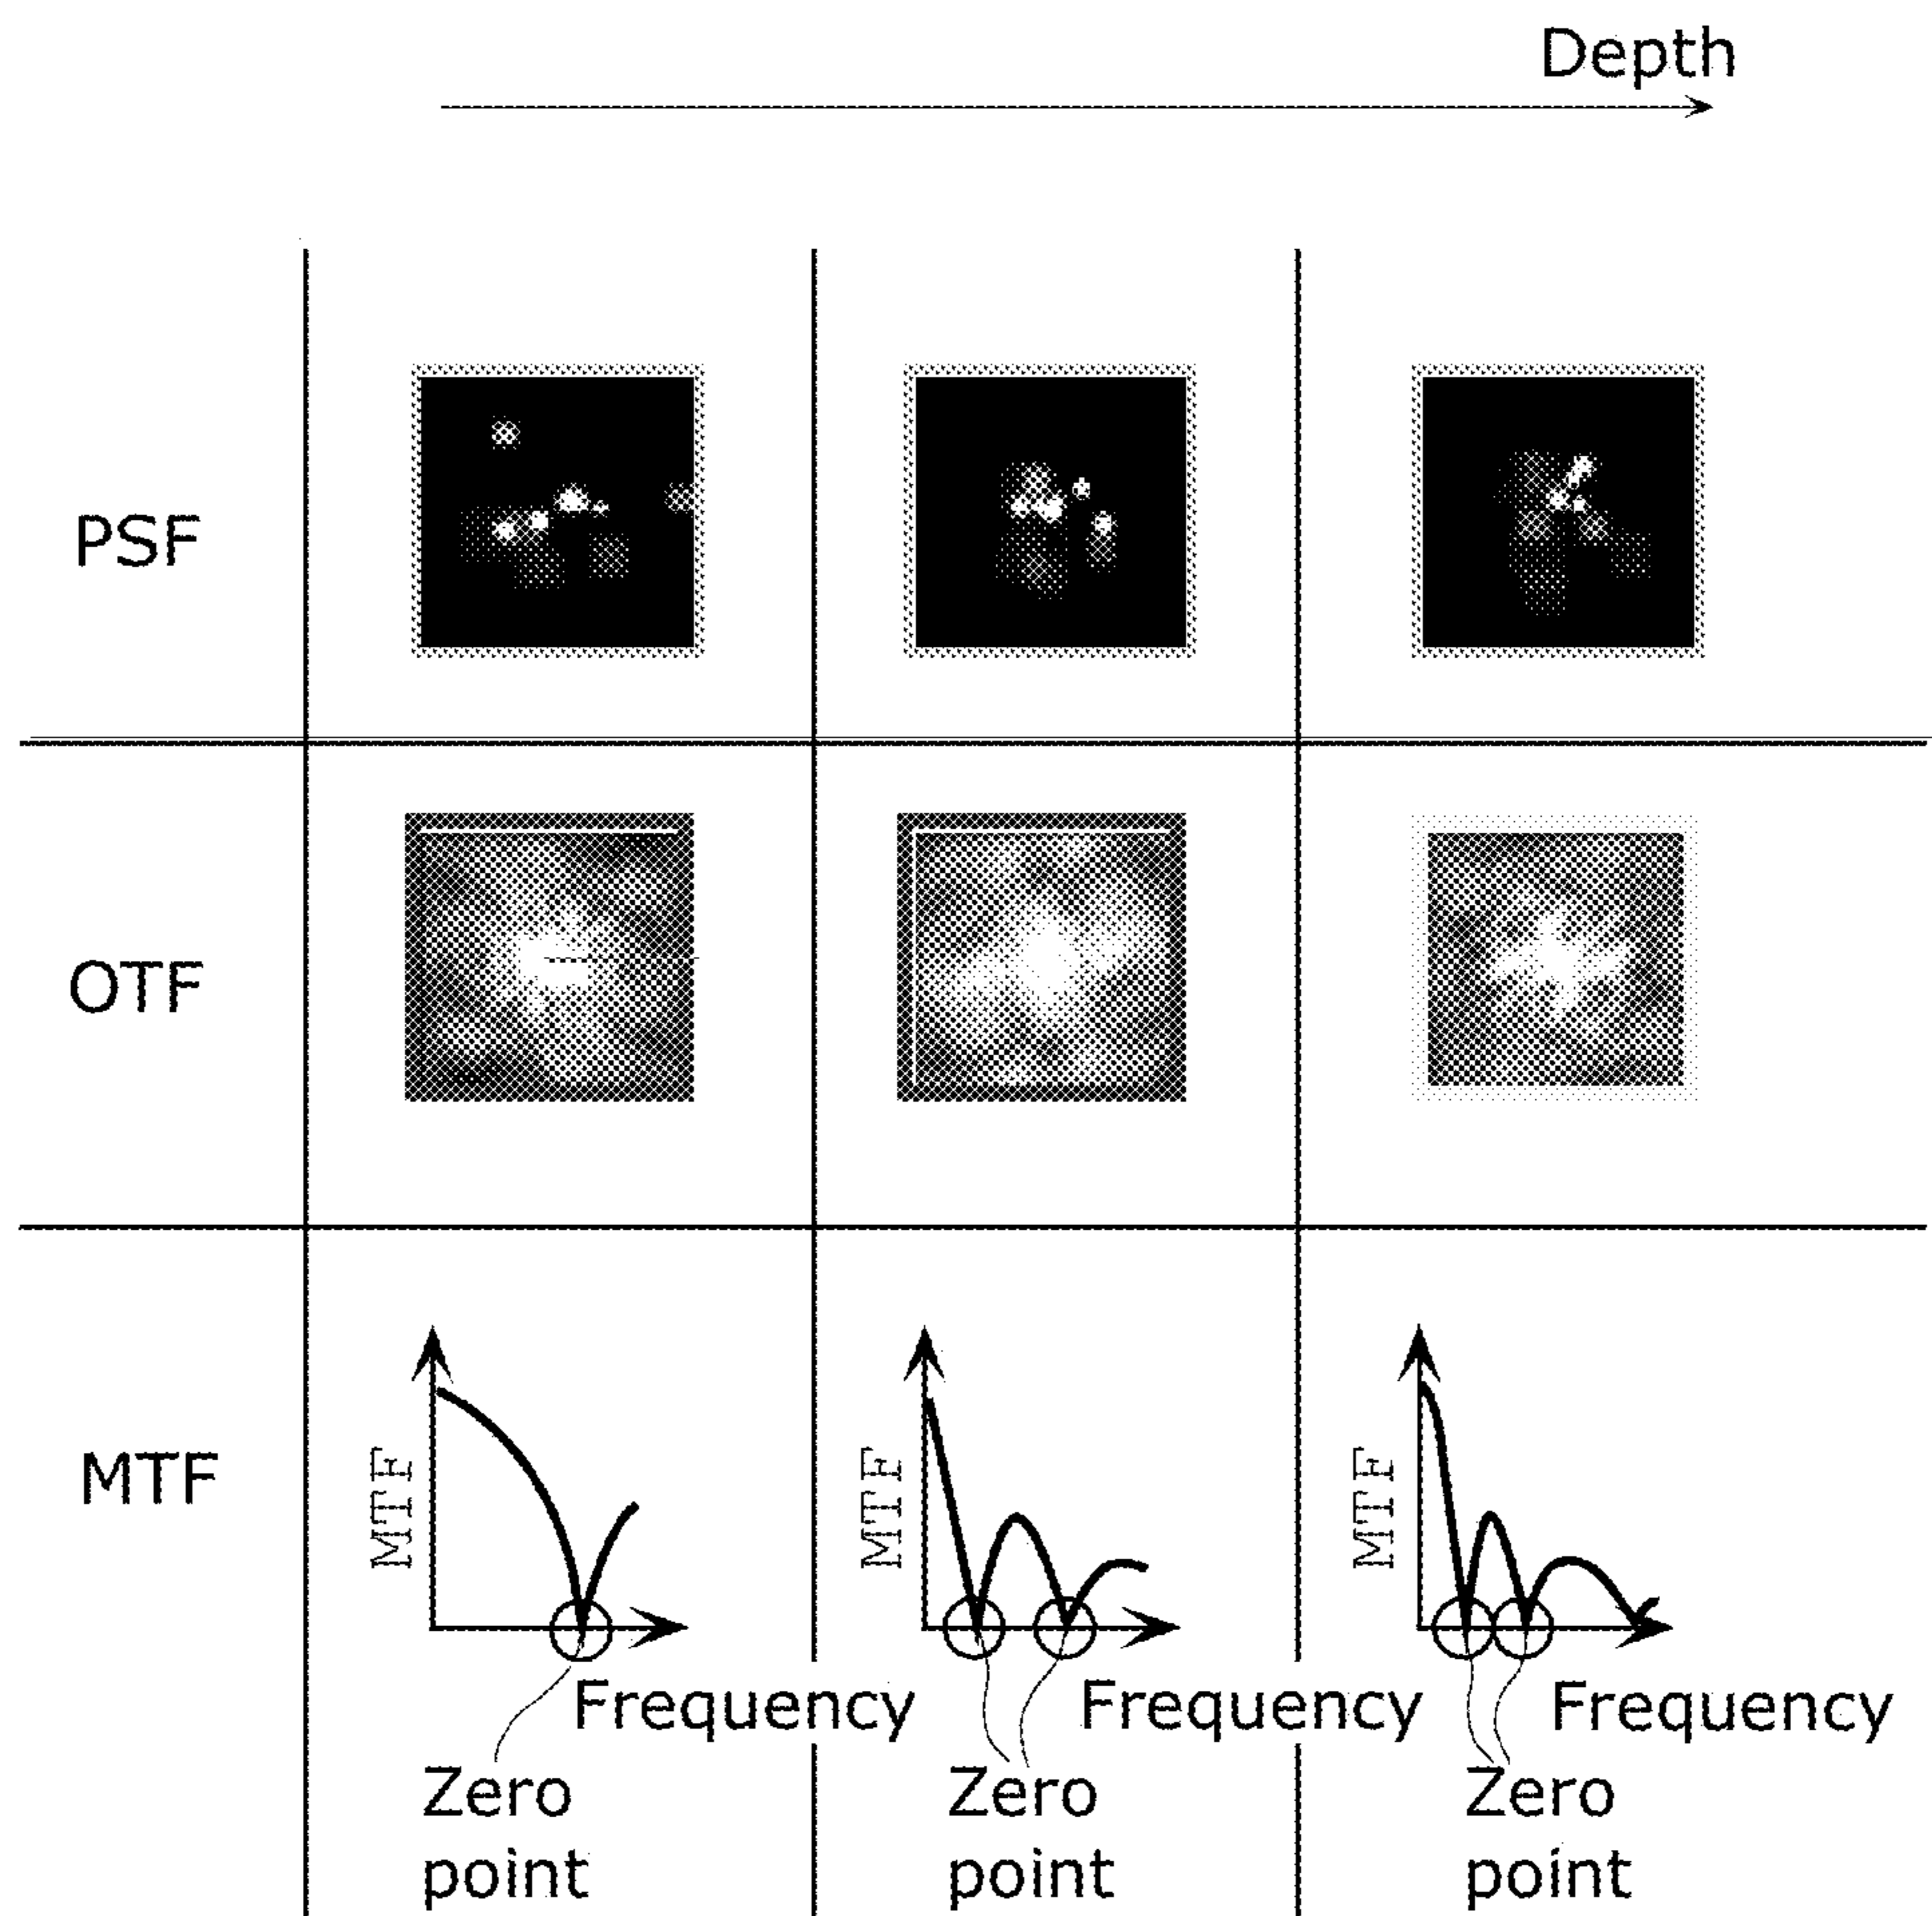 Depth
PSF
OTF
MTF
MTF
MTF
MTF
Frequency
Frequency
Frequency
Zero
point
Zero
point
Zero
point